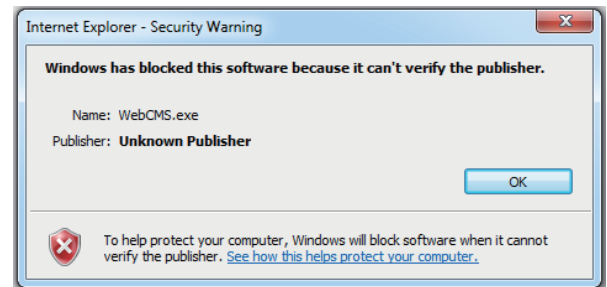 Internet Explorer - Security Warning
Windows has blocked this software because it can't verify the publisher.
Name: WebCMS.exe
Publisher: Unknown Publisher
OK
To help protect your computer, Windows will block software when it cannot
verify the publisher. See how this helps protect your computer.